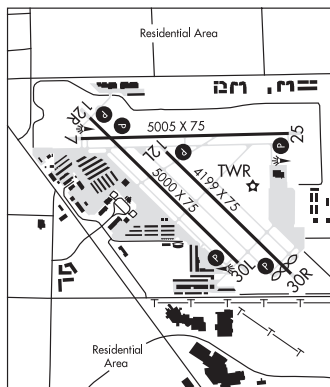 Residential Area
P
12R
P
7
5005 X 75
25
P
12L
P
TWR
5000 X 75
4199 X 75
P
30L
P
30R
Residential
Area